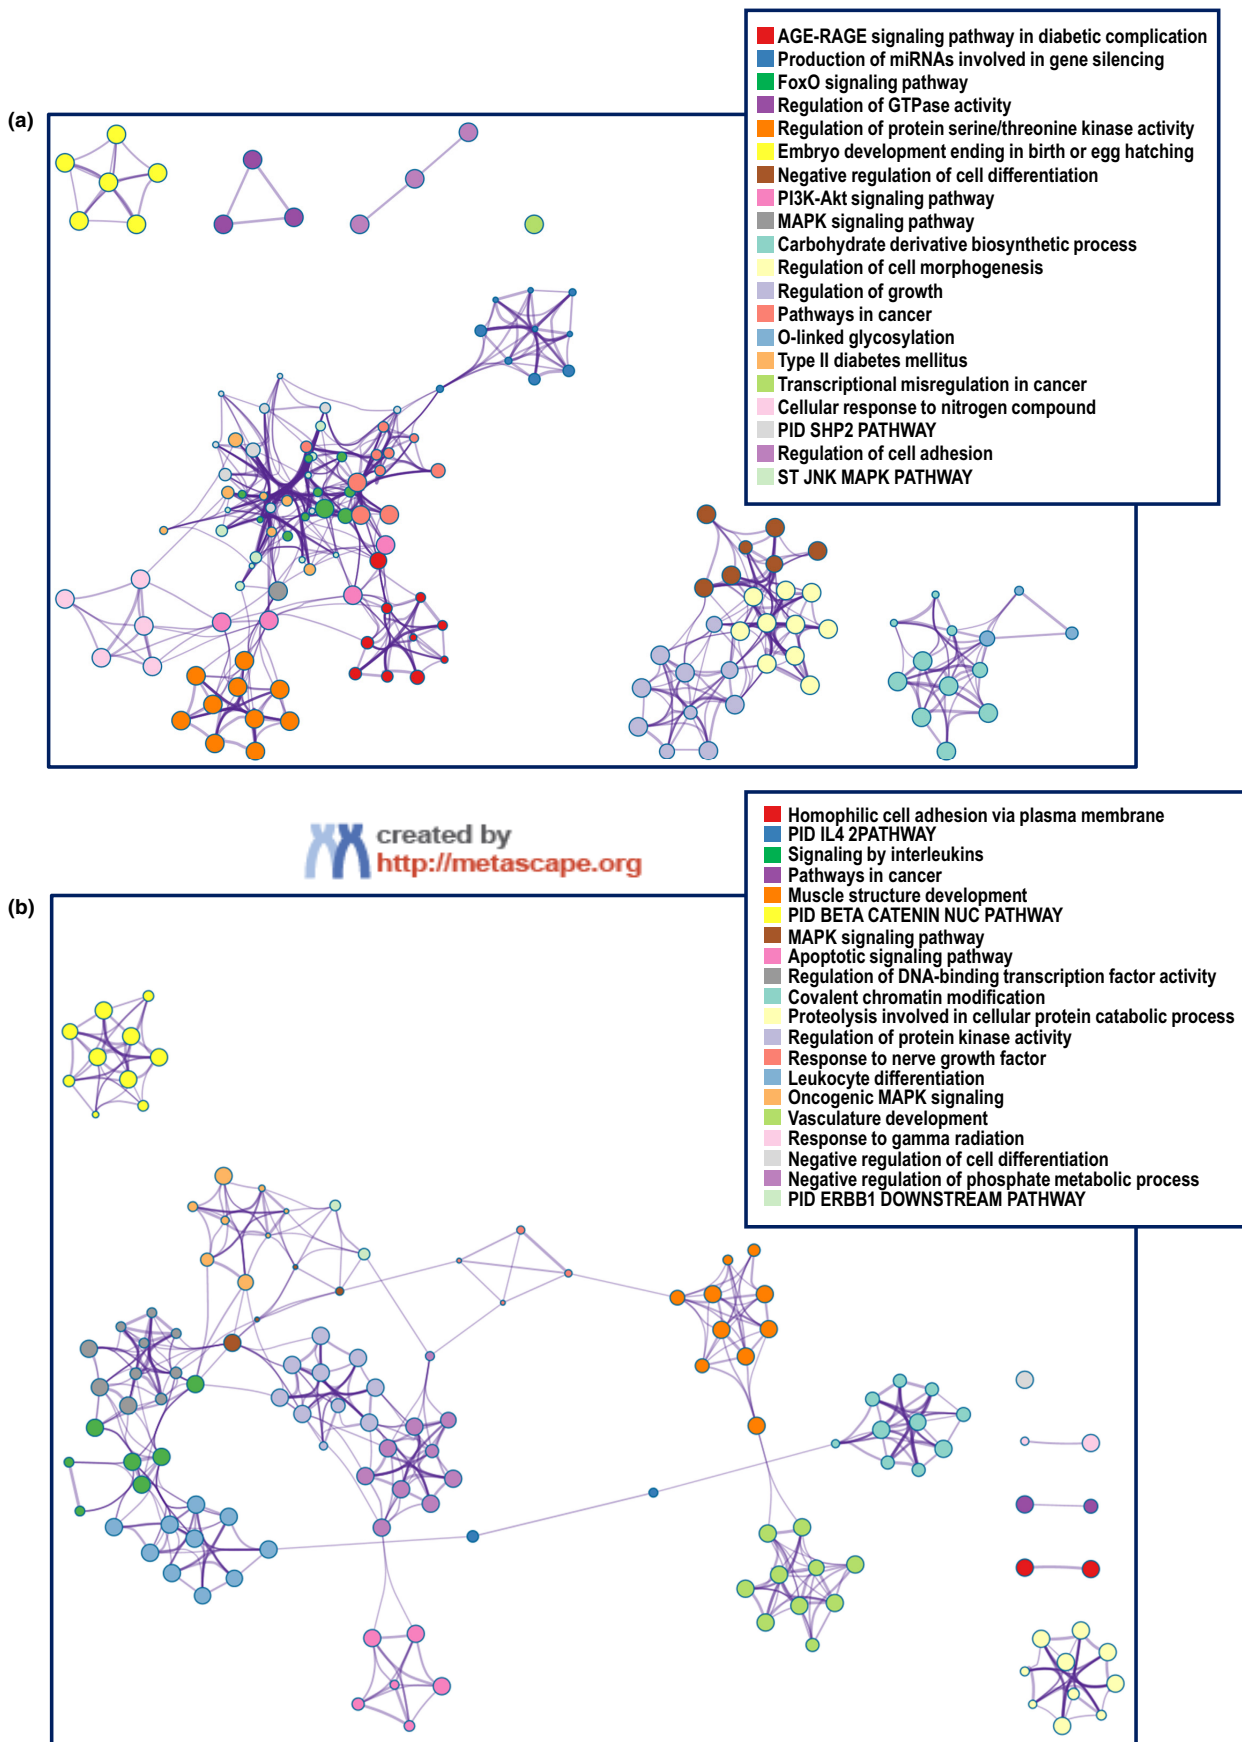 AGE-RAGE signaling pathway in diabetic complication
Production of miRNAs involved in gene silencing
FoxO signaling pathway
Regulation of GTPase activity
Regulation of protein serine/threonine kinase activity
Embryo development ending in birth or egg hatching
Negative regulation of cell differentiation
PI3K-Akt signaling pathway
MAPK signaling pathway
Carbohydrate derivative biosynthetic process
Regulation of cell morphogenesis
Regulation of growth
Pathways in cancer
O-linked glycosylation
Type II diabetes mellitus
Transcriptional misregulation in cancer
Cellular response to nitrogen compound
PID SHP2 PATHWAY
Regulation of cell adhesion
ST JNK MAPK PATHWAY
(a)
created by
http://metascape.org
Homophilic cell adhesion via plasma membrane
PID IL4 2PATHWAY
Signaling by interleukins
Pathways in cancer
Muscle structure development
PID BETA CATENIN NUC PATHWAY
MAPK signaling pathway
Apoptotic signaling pathway
Regulation of DNA-binding transcription factor activity
Covalent chromatin modification
Proteolysis involved in cellular protein catabolic process
Regulation of protein kinase activity
Response to nerve growth factor
Leukocyte differentiation
Oncogenic MAPK signaling
Vasculature development
Response to gamma radiation
Negative regulation of cell differentiation
Negative regulation of phosphate metabolic process
PID ERBB1 DOWNSTREAM PATHWAY
(b)